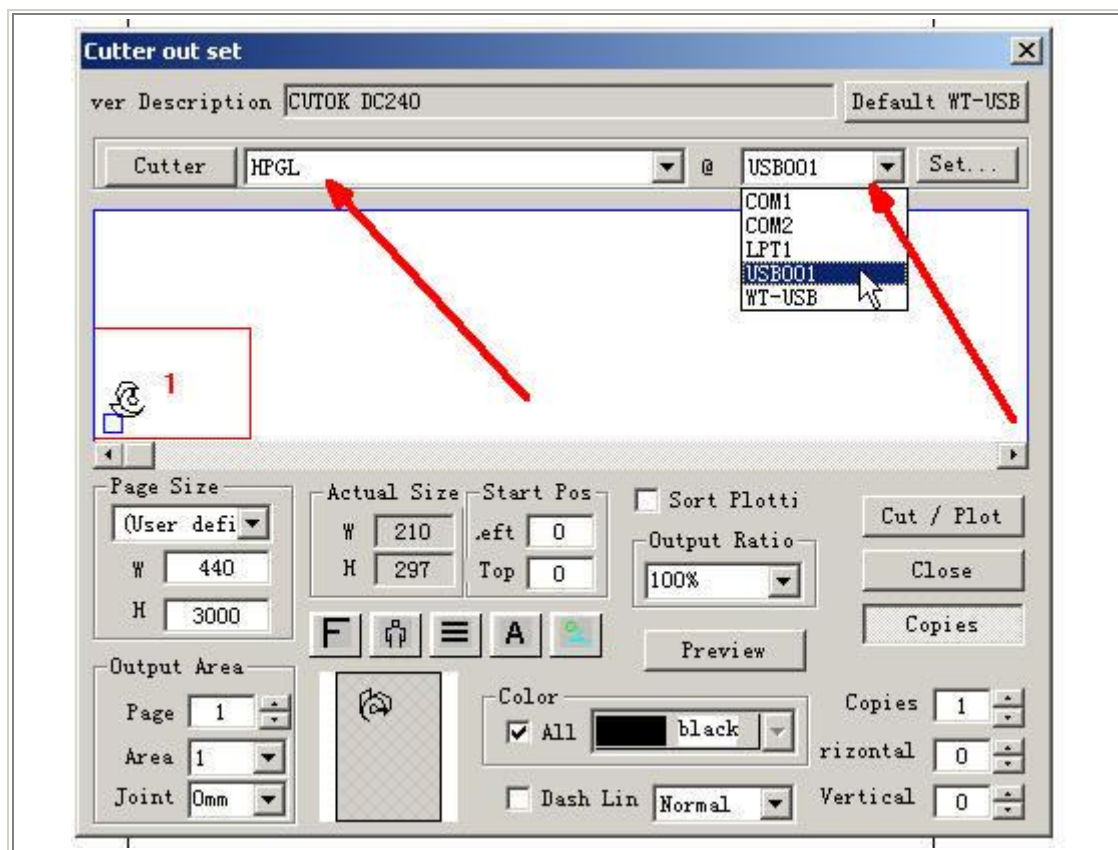 Cutter out set
ver Description CUTOK DC240 Default WT-USB
Cutter HPGL @ USB001 Set...
COM1
COM2
LPT1
USB001
WT-USB
1
Page Size
(User defi
W 440
H 3000
Actual Size
W 210
H 297
Start Pos
.eft 0
Top 0
Sort Plotti
Output Ratio
100%
Cut / Plot
Close
Copies
F A
Preview
Output Area
Page 1
Area 1
Joint 0mm
Color
All black
Dash Lin Normal
Copies 1
rizontal 0
Vertical 0